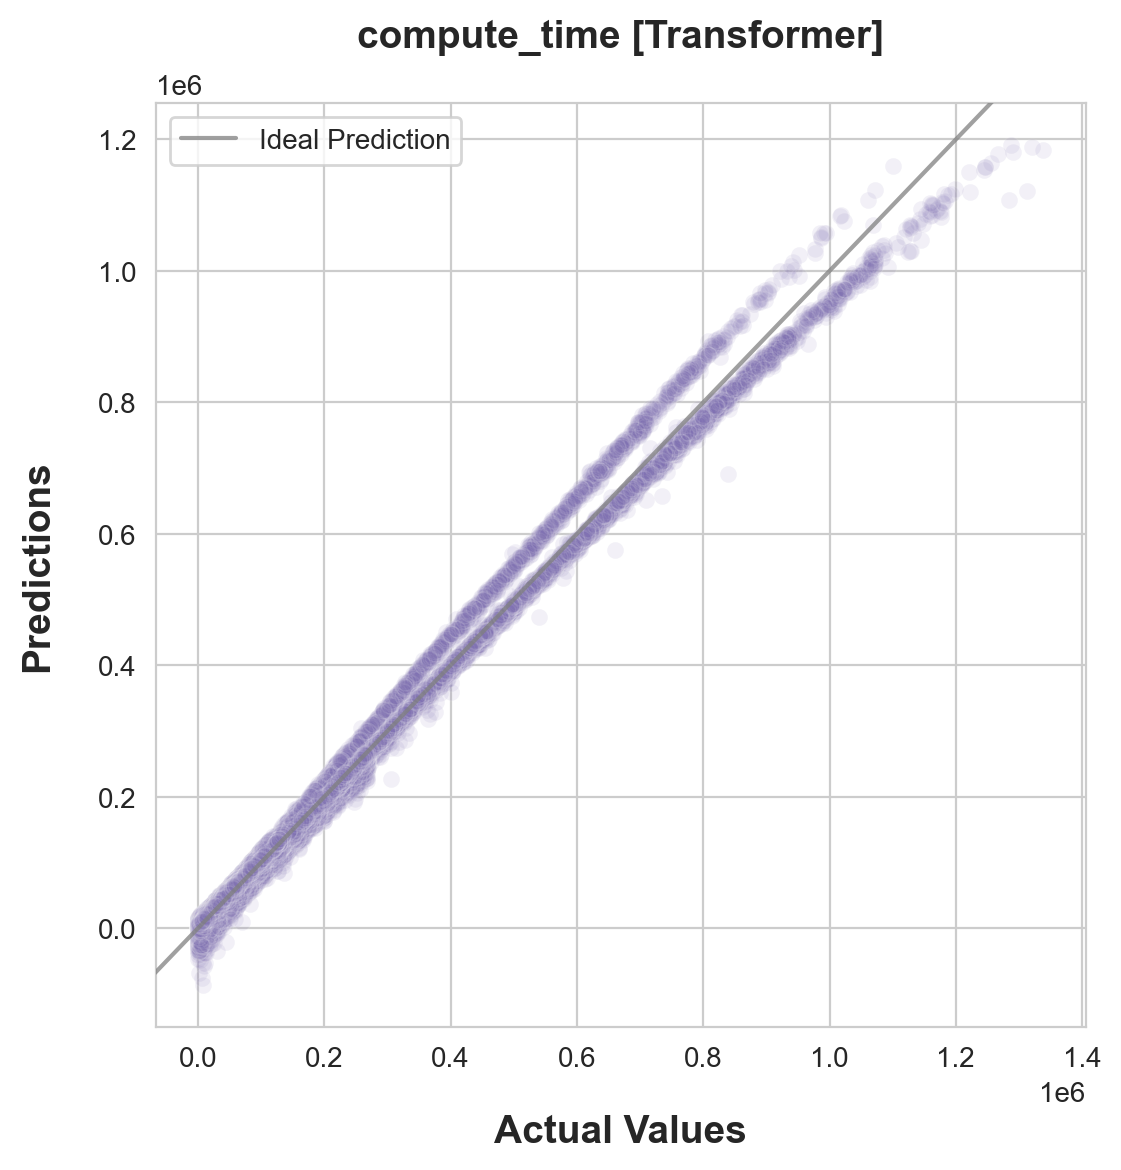 compute_time [Transformer]
1e6
Ideal Prediction
1.2
1.0
0.8
0.6
0.4
0.2
0.0
Predictions
0.0 0.2 0.4 0.6 0.8 1.0 1.2 1.4
1e6
Actual Values